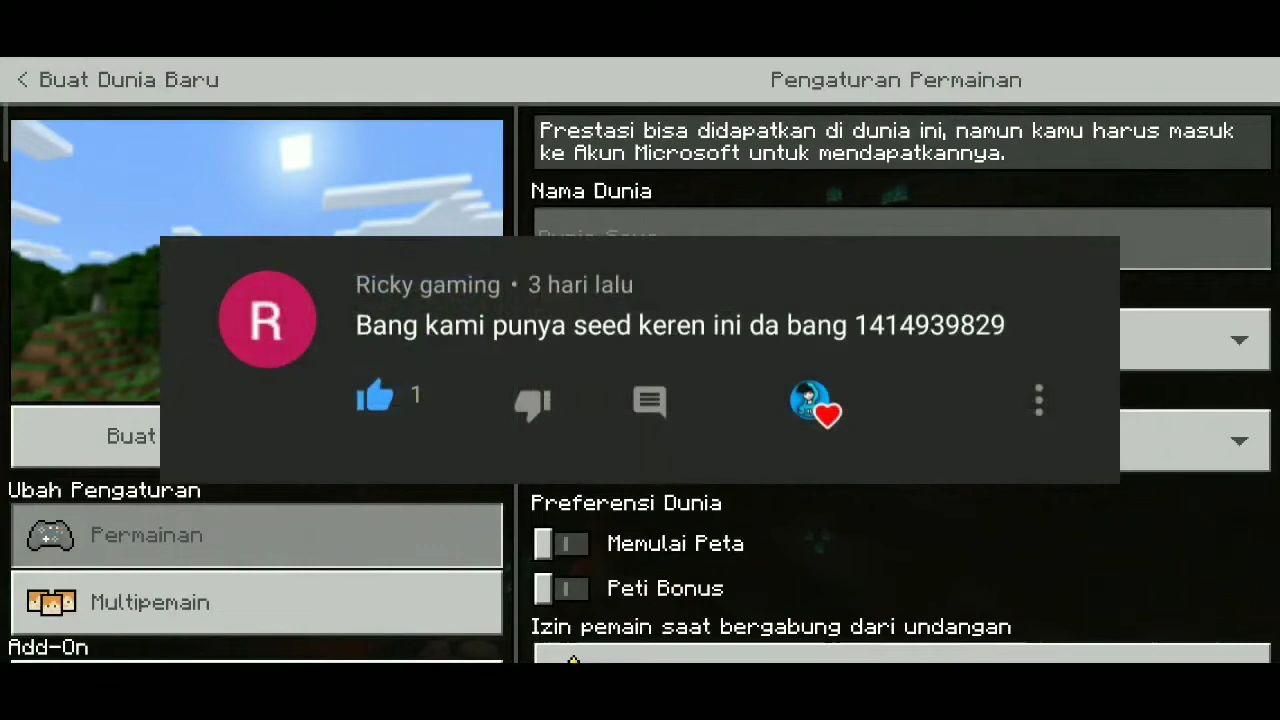 Buat Dunia Baru
Pengaturan Permainan
Prestasi bisa didapatkan di dunia ini, namun kamu harus masuk
ke Akun Microsoft untuk mendapatkannya.
Nama Dunia
Ricky gaming • 3 hari lalu
R
Bang kami punya seed keren ini da bang 1414939829
1
Buat
Ubah Pengaturan
Permainan
Multipemain
Add-On
Preferensi Dunia
Memulai Peta
Peti Bonus
Izin pemain saat bergabung dari undangan